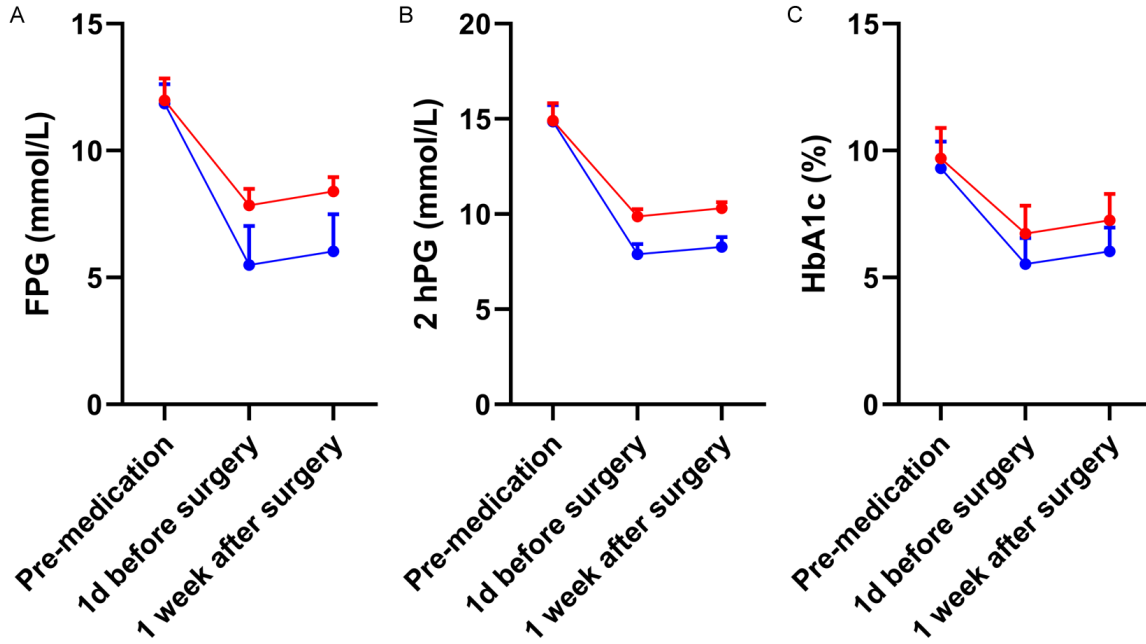 A
15
10
5
0
FPG (mmol/L)
Pre-medication
1d before surgery
1 week after surgery
B
20
15
10
5
0
2 hPG (mmol/L)
Pre-medication
1d before surgery
1 week after surgery
C
15
10
5
0
HbA1c (%)
Pre-medication
1d before surgery
1 week after surgery